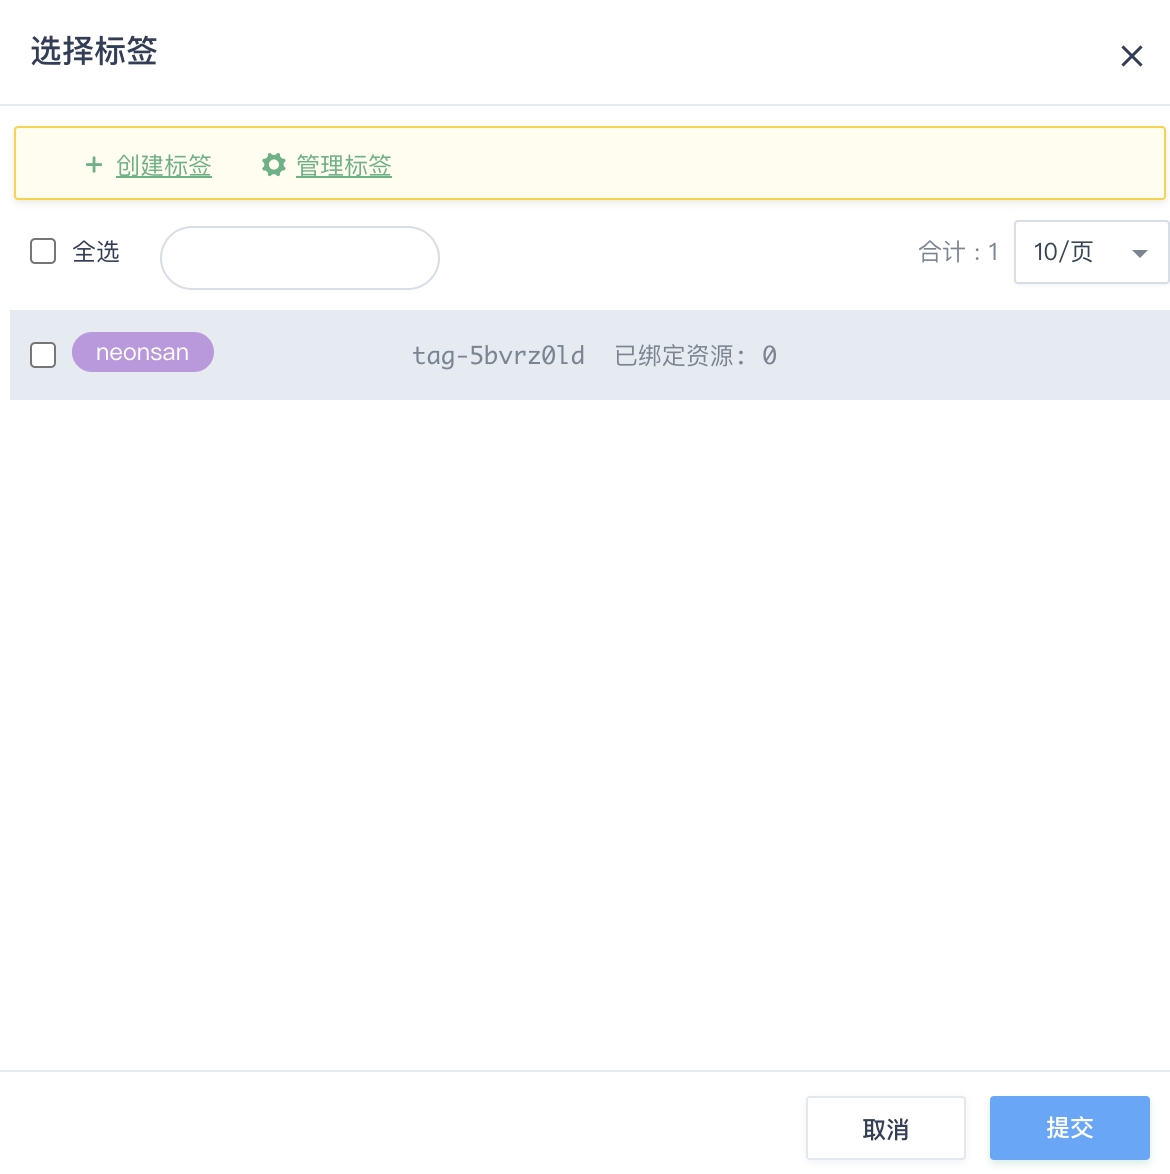 选择标签
创建标签 管理标签
全选 合计 : 1 10/页
neonsan tag-5bvrz0ld 已绑定资源: 0
取消 提交